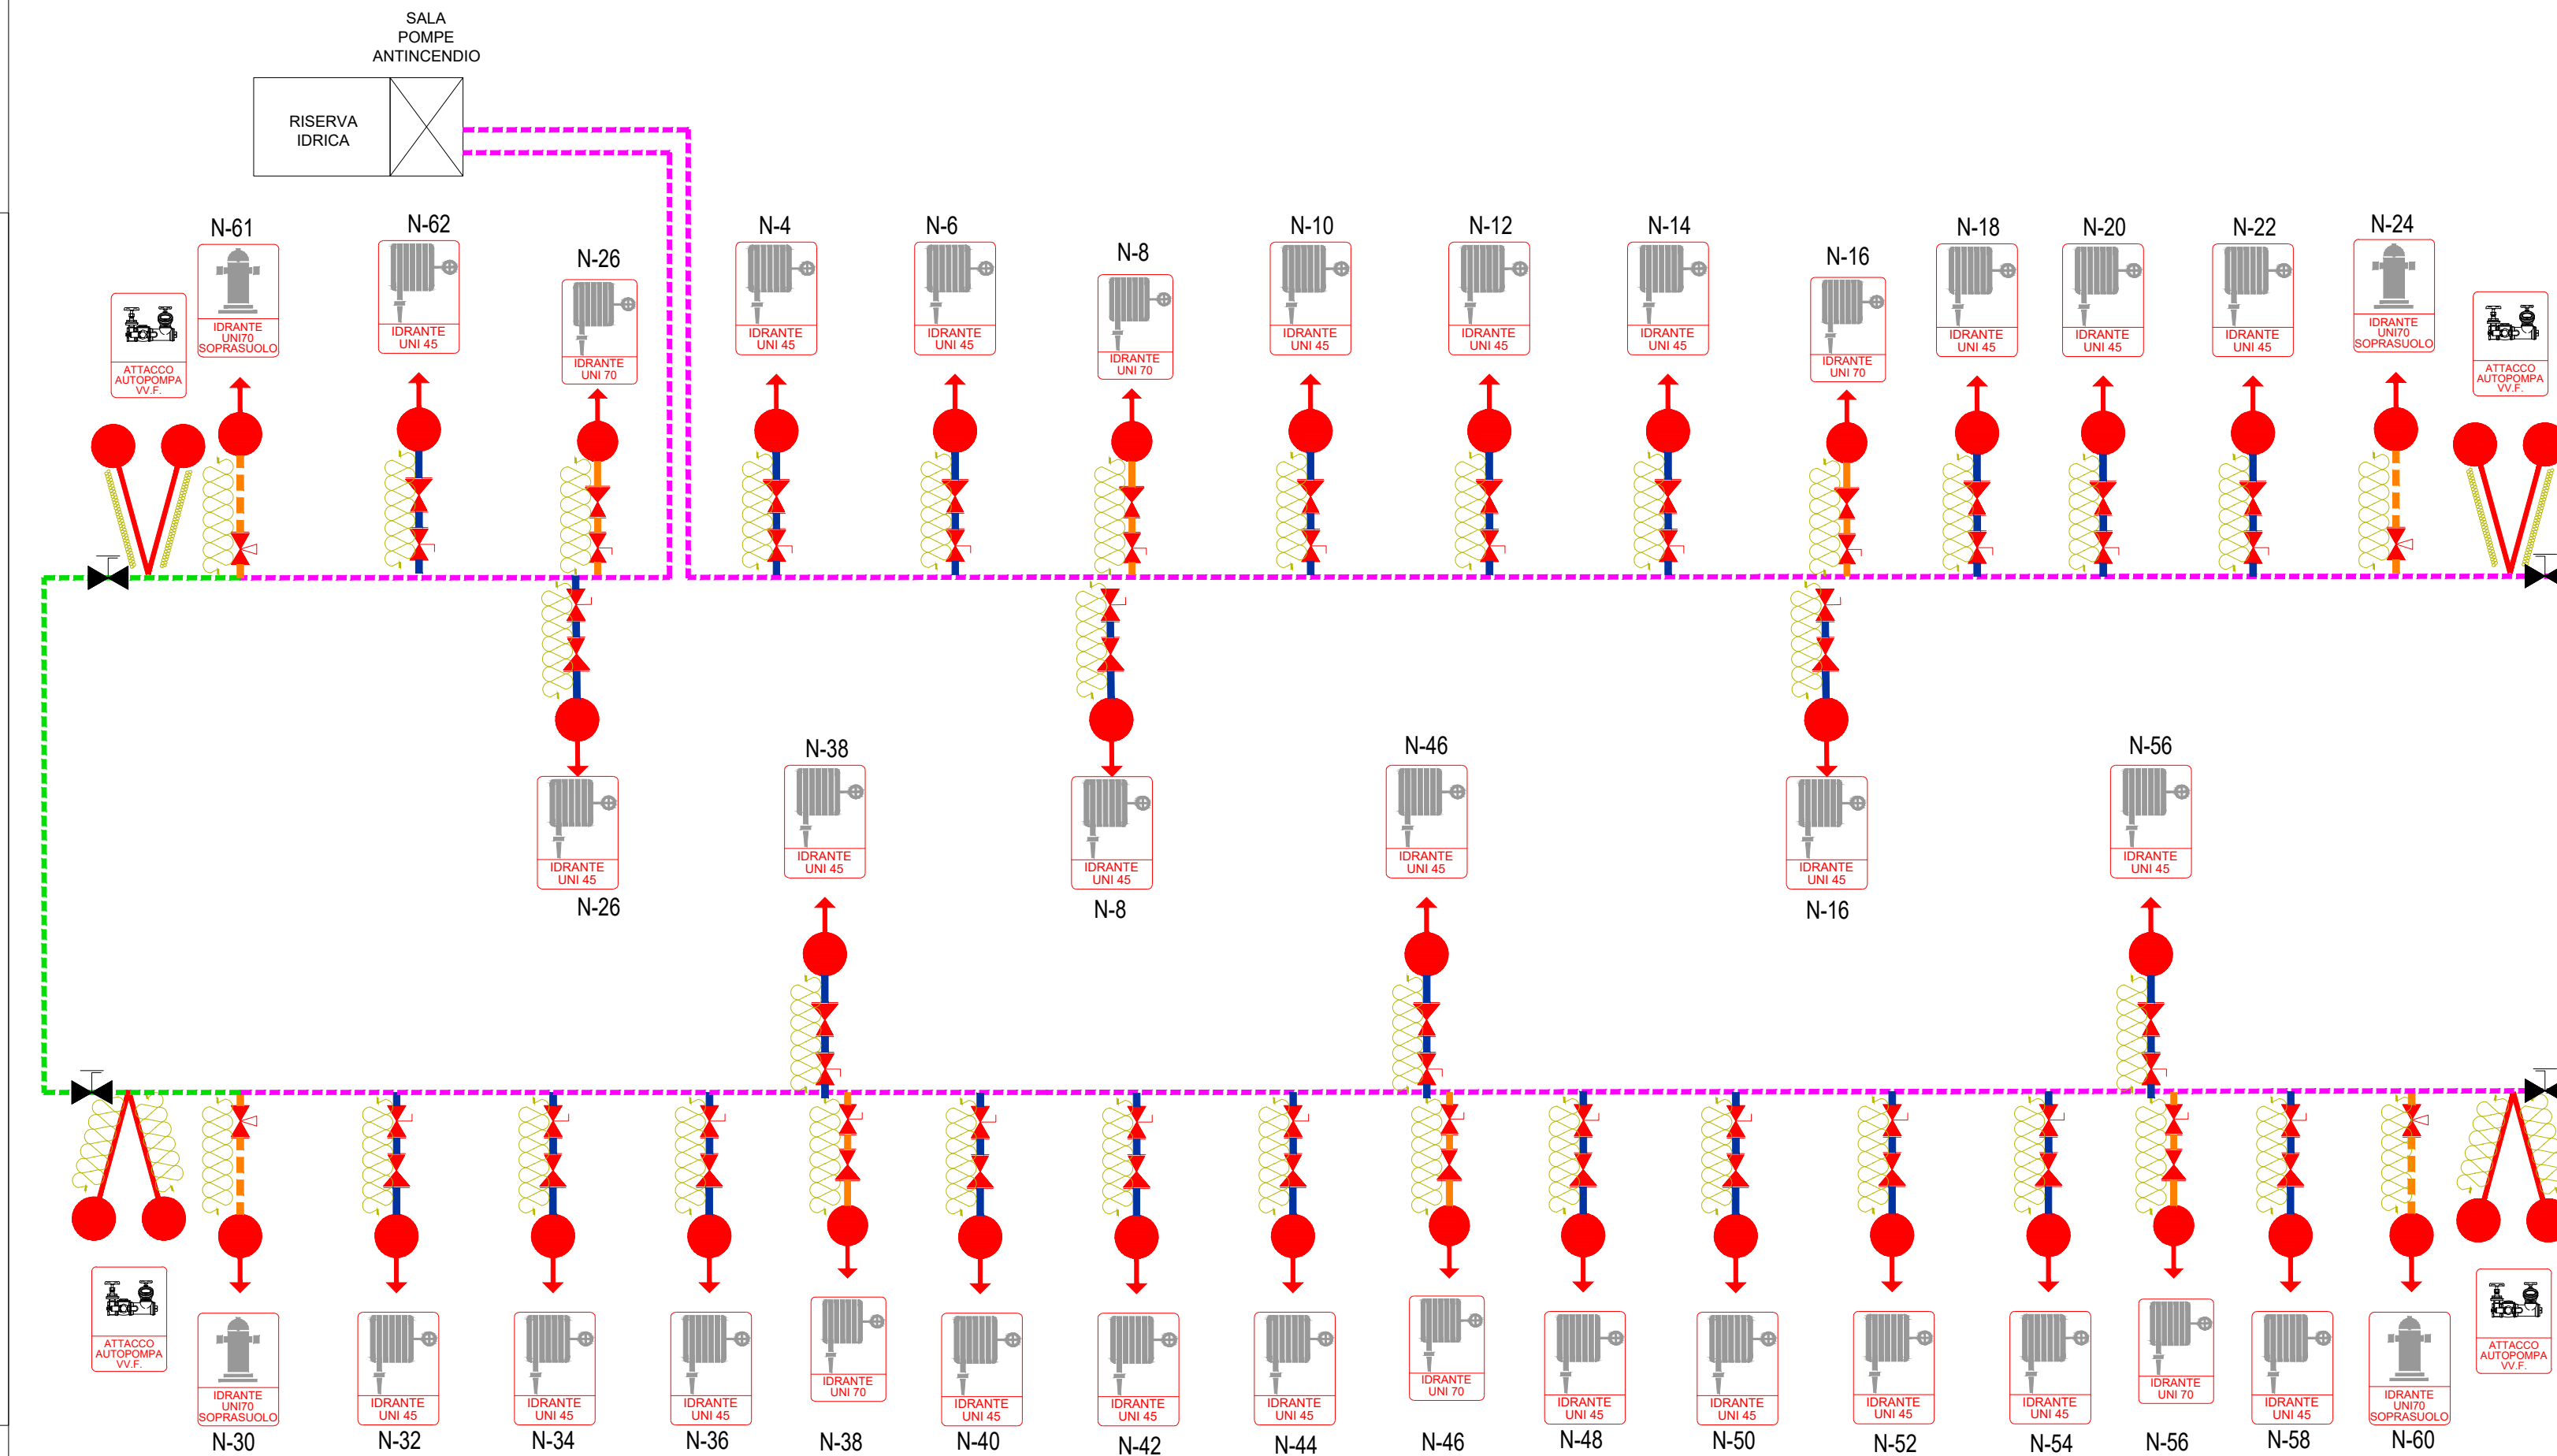 SALA
POMPE
ANTINCENDIO
RISERVA
IDRICA
N-61
N-62
N-26
N-4
N-6
N-8
N-10
N-12
N-14
N-16
N-18
N-20
N-22
N-24
ATTACCO
AUTOPOMPA
VV.F.
IDRANTE
UNI70
SOPRASUOLO
IDRANTE
UNI 45
IDRANTE
UNI 70
IDRANTE
UNI 45
IDRANTE
UNI 45
IDRANTE
UNI 70
IDRANTE
UNI 45
IDRANTE
UNI 45
IDRANTE
UNI 45
IDRANTE
UNI 70
IDRANTE
UNI 45
IDRANTE
UNI 45
IDRANTE
UNI 45
IDRANTE
UNI70
SOPRASUOLO
ATTACCO
AUTOPOMPA
VV.F.
N-38
N-46
N-56
IDRANTE
UNI 45
IDRANTE
UNI 45
IDRANTE
UNI 45
IDRANTE
UNI 45
IDRANTE
UNI 45
IDRANTE
UNI 45
N-26
N-8
N-16
ATTACCO
AUTOPOMPA
VV.F.
IDRANTE
UNI70
SOPRASUOLO
IDRANTE
UNI 45
IDRANTE
UNI 45
IDRANTE
UNI 45
IDRANTE
UNI 70
IDRANTE
UNI 45
IDRANTE
UNI 45
IDRANTE
UNI 45
IDRANTE
UNI 70
IDRANTE
UNI 45
IDRANTE
UNI 45
IDRANTE
UNI 45
IDRANTE
UNI 45
IDRANTE
UNI 70
IDRANTE
UNI 45
IDRANTE
UNI70
SOPRASUOLO
ATTACCO
AUTOPOMPA
VV.F.
N-30
N-32
N-34
N-36
N-38
N-40
N-42
N-44
N-46
N-48
N-50
N-52
N-54
N-56
N-58
N-60